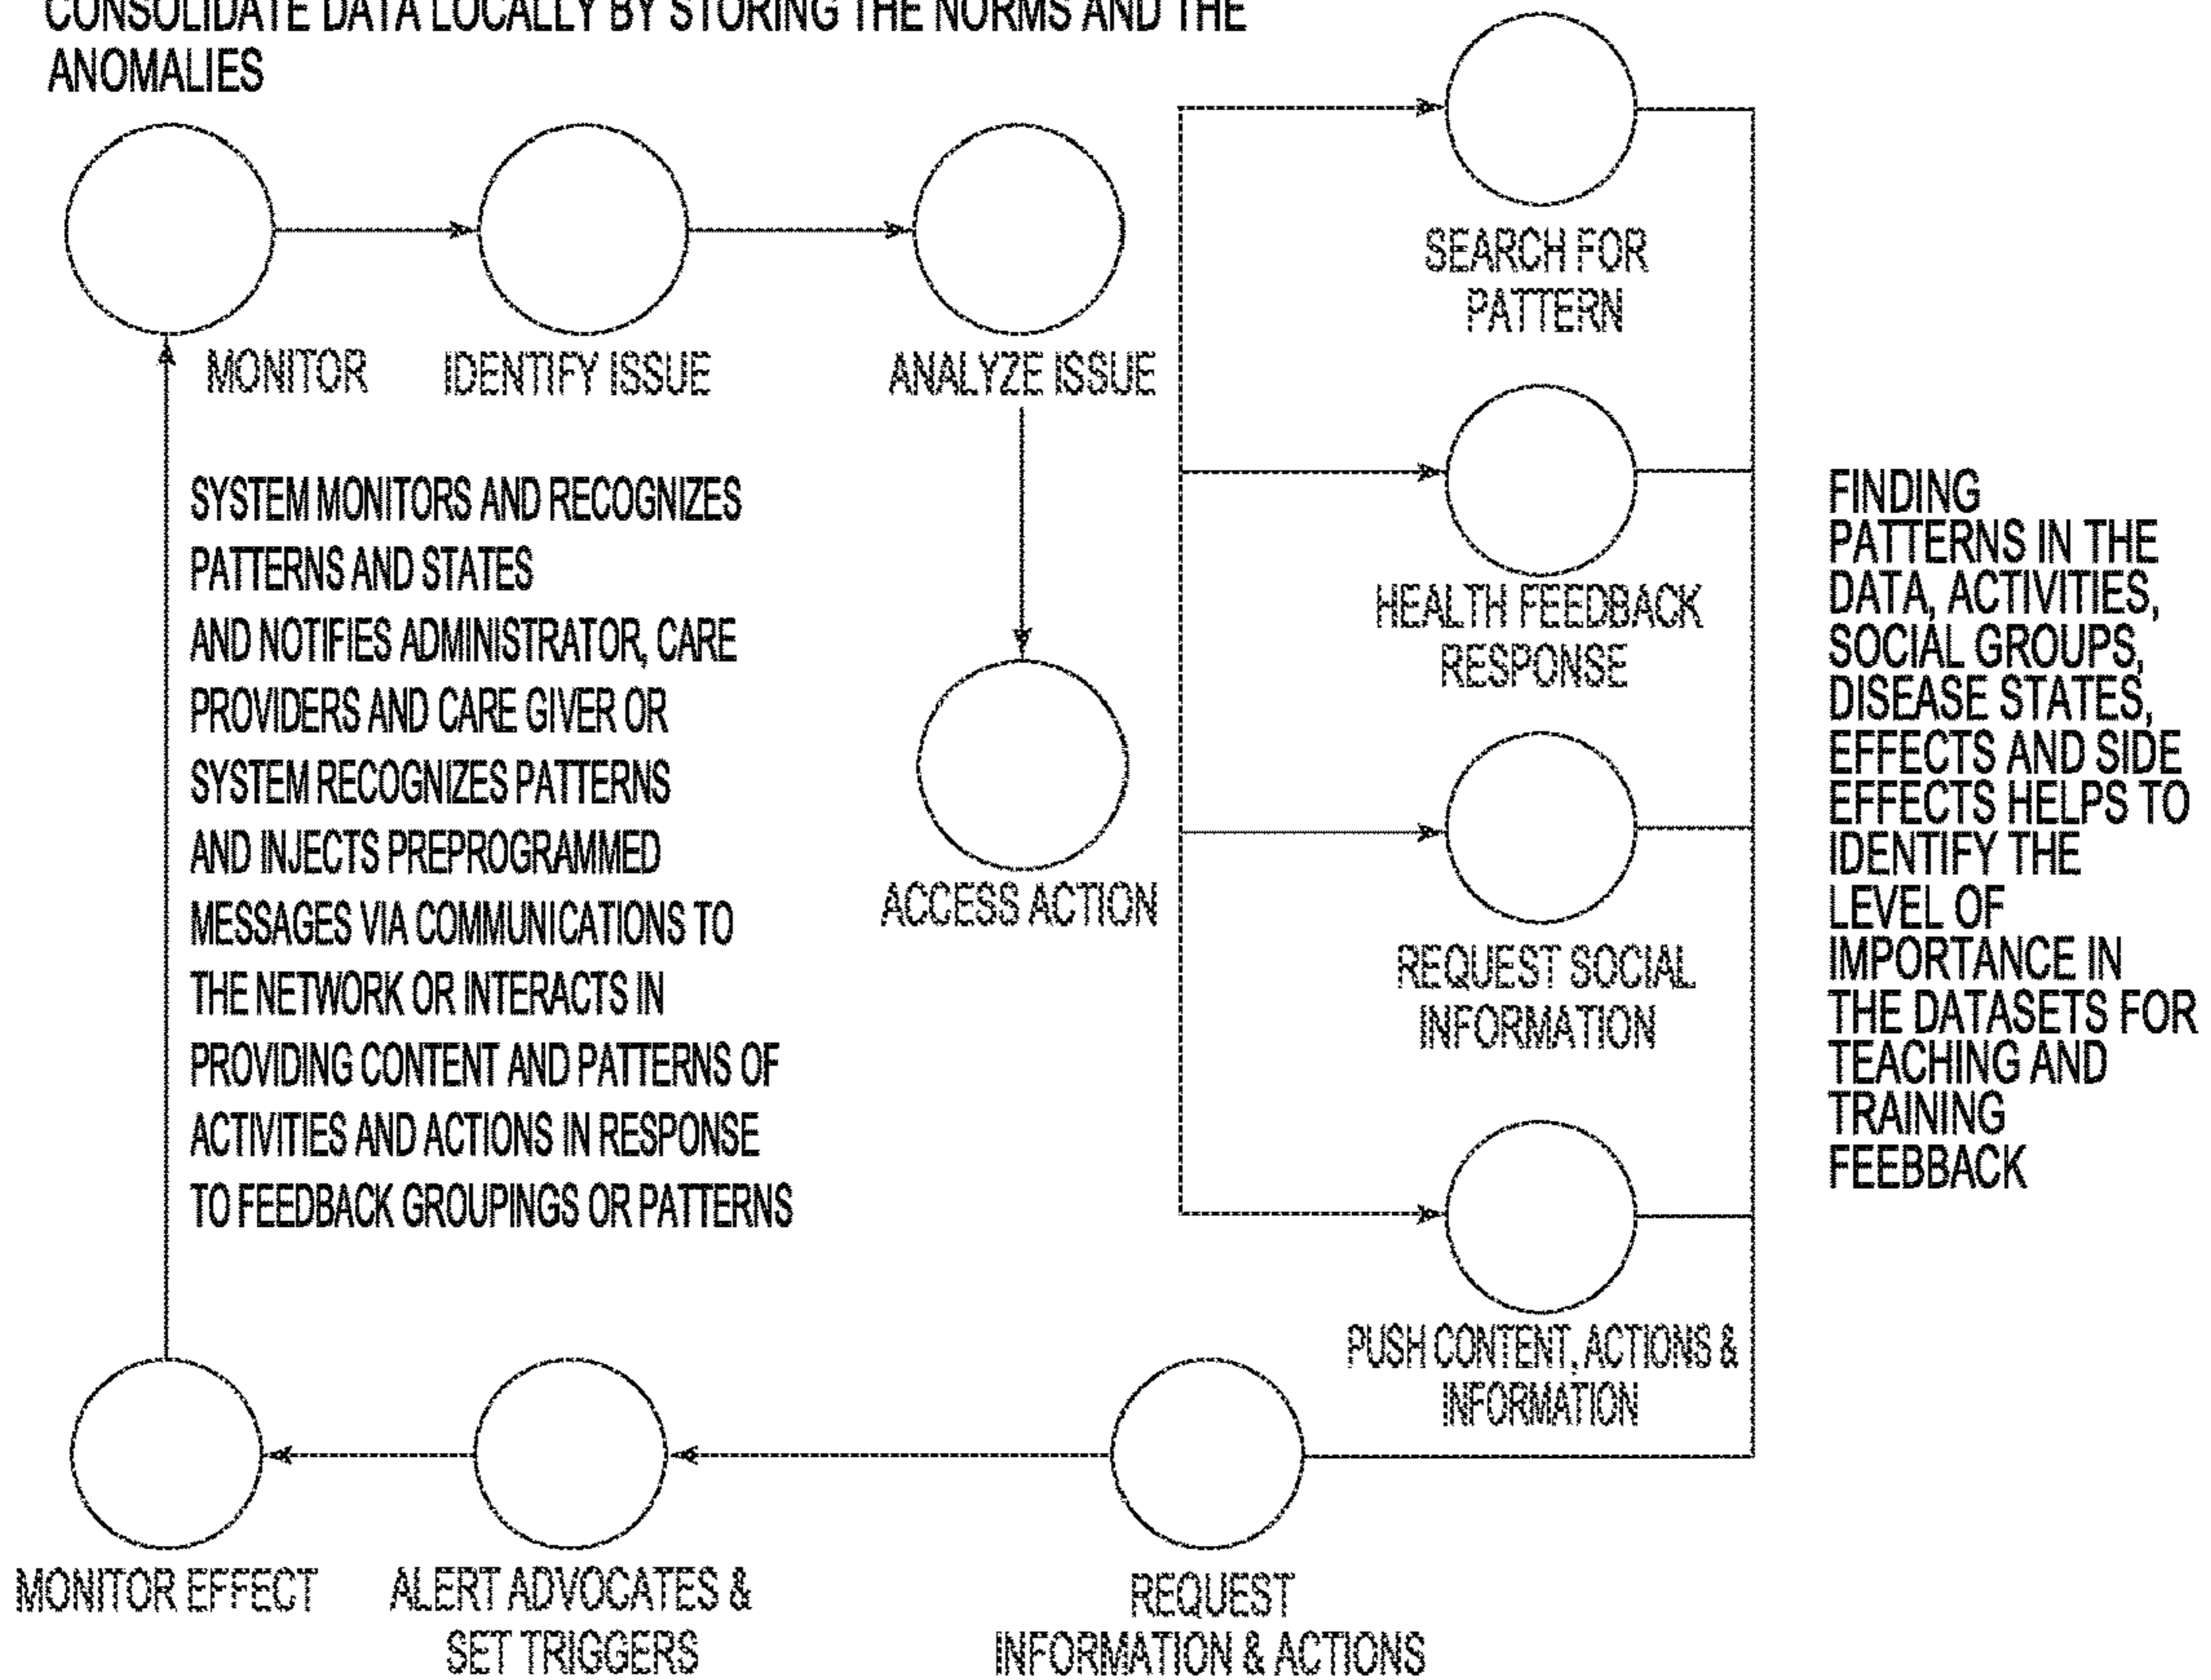 CONSOLIDATE DATA LOCALLY BY STORING THE NORMS AND THE
ANOMALIES
MONITOR
IDENTIFY ISSUE
ANALYZE ISSUE
SEARCH FOR
PATTERN
SYSTEM MONITORS AND RECOGNIZES
PATTERNS AND STATES
AND NOTIFIES ADMINISTRATOR, CARE
PROVIDERS AND CARE GIVER OR
SYSTEM RECOGNIZES PATTERNS
AND INJECTS PREPROGRAMMED
MESSAGES VIA COMMUNICATIONS TO
THE NETWORK OR INTERACTS IN
PROVIDING CONTENT AND PATTERNS OF
ACTIVITIES AND ACTIONS IN RESPONSE
TO FEEDBACK GROUPINGS OR PATTERNS
ACCESS ACTION
HEALTH FEEDBACK
RESPONSE
REQUEST SOCIAL
INFORMATION
PUSH CONTENT, ACTIONS &
INFORMATION
FINDING
PATTERNS IN THE
DATA, ACTIVITIES,
SOCIAL GROUPS,
DISEASE STATES,
EFFECTS AND SIDE
EFFECTS HELPS TO
IDENTIFY THE
LEVEL OF
IMPORTANCE IN
THE DATASETS FOR
TEACHING AND
TRAINING
FEEBBACK
MONITOR EFFECT
ALERT ADVOCATES &
SET TRIGGERS
REQUEST
INFORMATION & ACTIONS